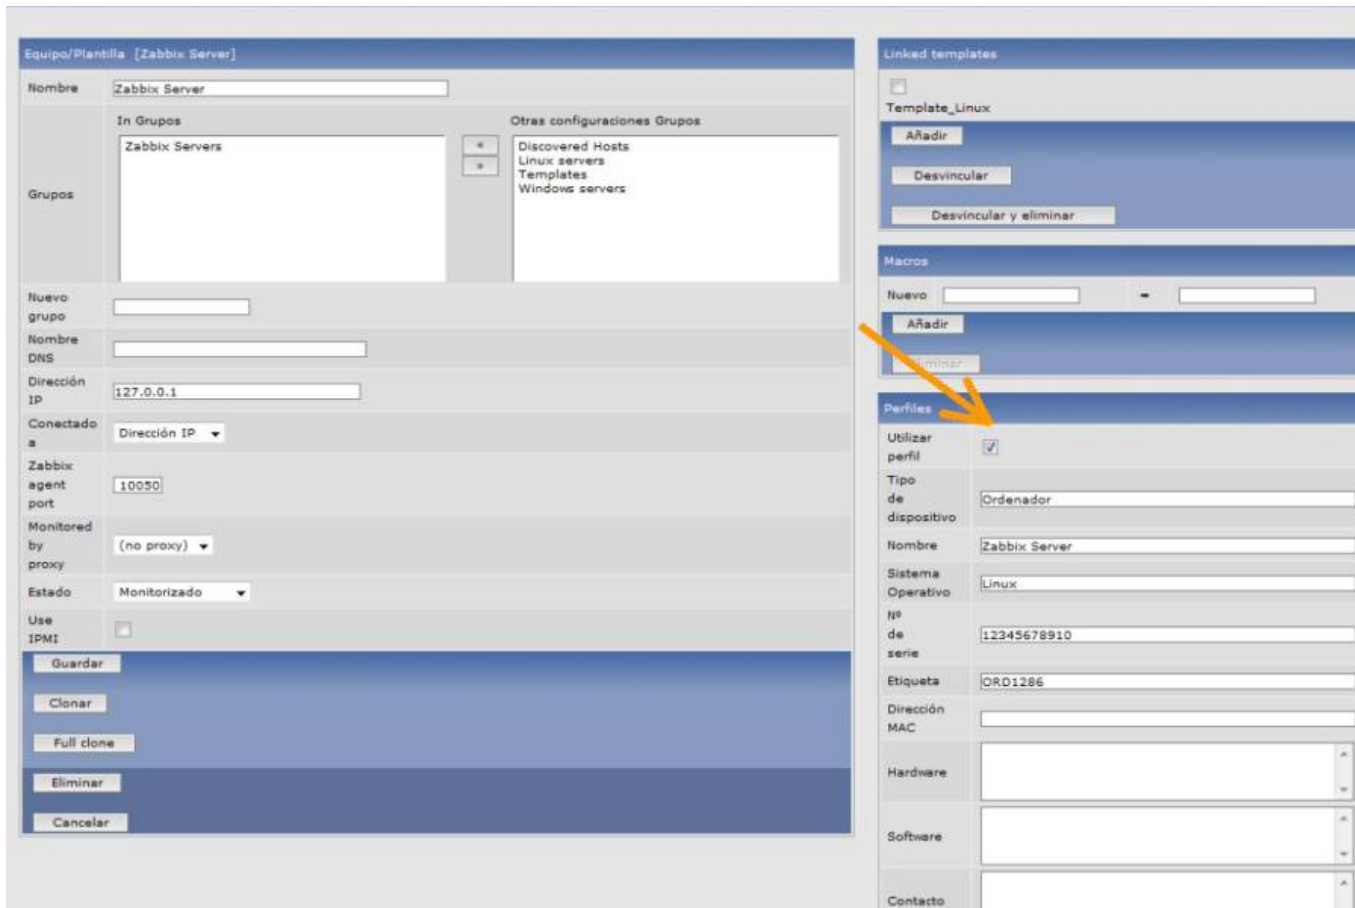 Equipo/Plantilla [Zabbix Server]
Nombre
Zabbix Server
Grupos
In Grupos
Zabbix Servers
«
»
Otras configuraciones Grupos
Discovered Hosts
Linux servers
Templates
Windows servers
Nuevo
grupo
Nombre
DNS
Dirección
IP
127.0.0.1
Conectado
a
Dirección IP
Zabbix
agent
port
10050
Monitored
by
proxy
(no proxy)
Estado
Monitorizado
Use
IPMI
Guardar
Clonar
Full clone
Eliminar
Cancelar
Linked templates
Template_Linux
Añadir
Desvincular
Desvincular y eliminar
Macros
Nuevo
Añadir
Eliminar
Perfiles
Utilizar
perfil
Tipo
de
dispositivo
Ordenador
Nombre
Zabbix Server
Sistema
Operativo
Linux
Nº
de
serie
12345678910
Etiqueta
ORD1286
Dirección
MAC
Hardware
Software
Contacto